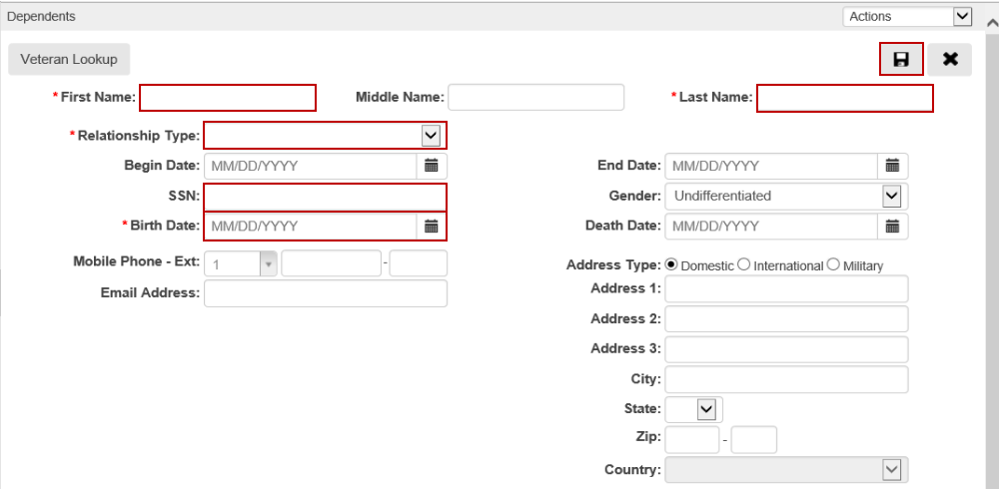 Dependents Actions
Veteran Lookup
*First Name: Middle Name: *Last Name:
*Relationship Type:
Begin Date: MM/DD/YYYY End Date: MM/DD/YYYY
SSN: Gender: Undifferentiated
*Birth Date: MM/DD/YYYY Death Date: MM/DD/YYYY
Mobile Phone - Ext: 1 - Address Type: Domestic International Military
Email Address: Address 1:
Address 2:
Address 3:
City:
State:
Zip: -
Country: